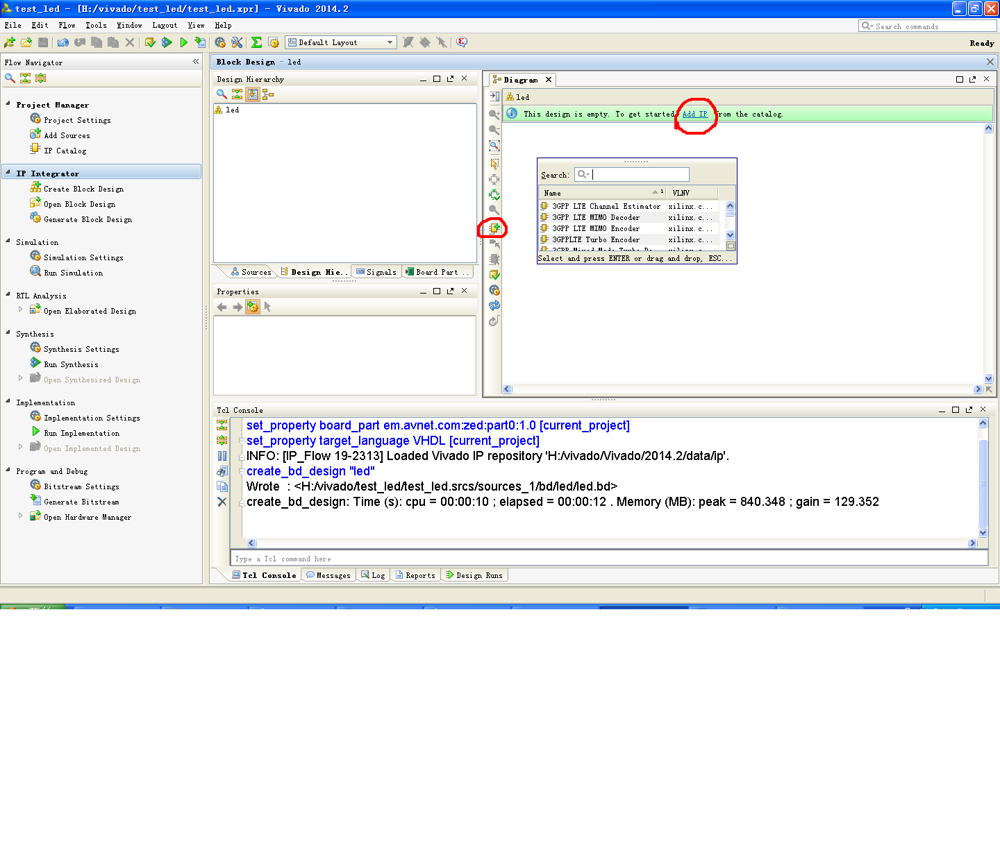 test_led - [H:/vivado/test_led/test_led.xpr] - Vivado 2014.2
File Edit Flow Tools Window Layout View Help
Search commands
Default Layout
Ready
Flow Navigator
Project Manager
Project Settings
Add Sources
IP Catalog
IP Integrator
Create Block Design
Open Block Design
Generate Block Design
Simulation
Simulation Settings
Run Simulation
RTL Analysis
Open Elaborated Design
Synthesis
Synthesis Settings
Run Synthesis
Open Synthesized Design
Implementation
Implementation Settings
Run Implementation
Open Implemented Design
Program and Debug
Bitstream Settings
Generate Bitstream
Open Hardware Manager
Block Design - led
Design Hierarchy
led
Sources Design Hie.. Signals Board Part ..
Properties
Diagram
led
This design is empty. To get started Add IP from the catalog.
Search:
Name 1 VLNV
3GPP LTE Channel Estimator xilinx.c...
3GPP LTE MIMO Decoder xilinx.c...
3GPP LTE MIMO Encoder xilinx.c...
3GPPLTE Turbo Encoder xilinx.c...
Select and press ENTER or drag and drop, ESC...
Tcl Console
set_property board_part em.avnet.com:zed:part0:1.0 [current_project]
set_property target_language VHDL [current_project]
INFO: [IP_Flow 19-2313] Loaded Vivado IP repository 'H:/vivado/Vivado/2014.2/data/ip'.
create_bd_design "led"
Wrote : <H:/vivado/test_led/test_led.srcs/sources_1/bd/led/led.bd>
create_bd_design: Time (s): cpu = 00:00:10 ; elapsed = 00:00:12 . Memory (MB): peak = 840.348 ; gain = 129.352
Type a Tcl command here
Tcl Console Messages Log Reports Design Runs